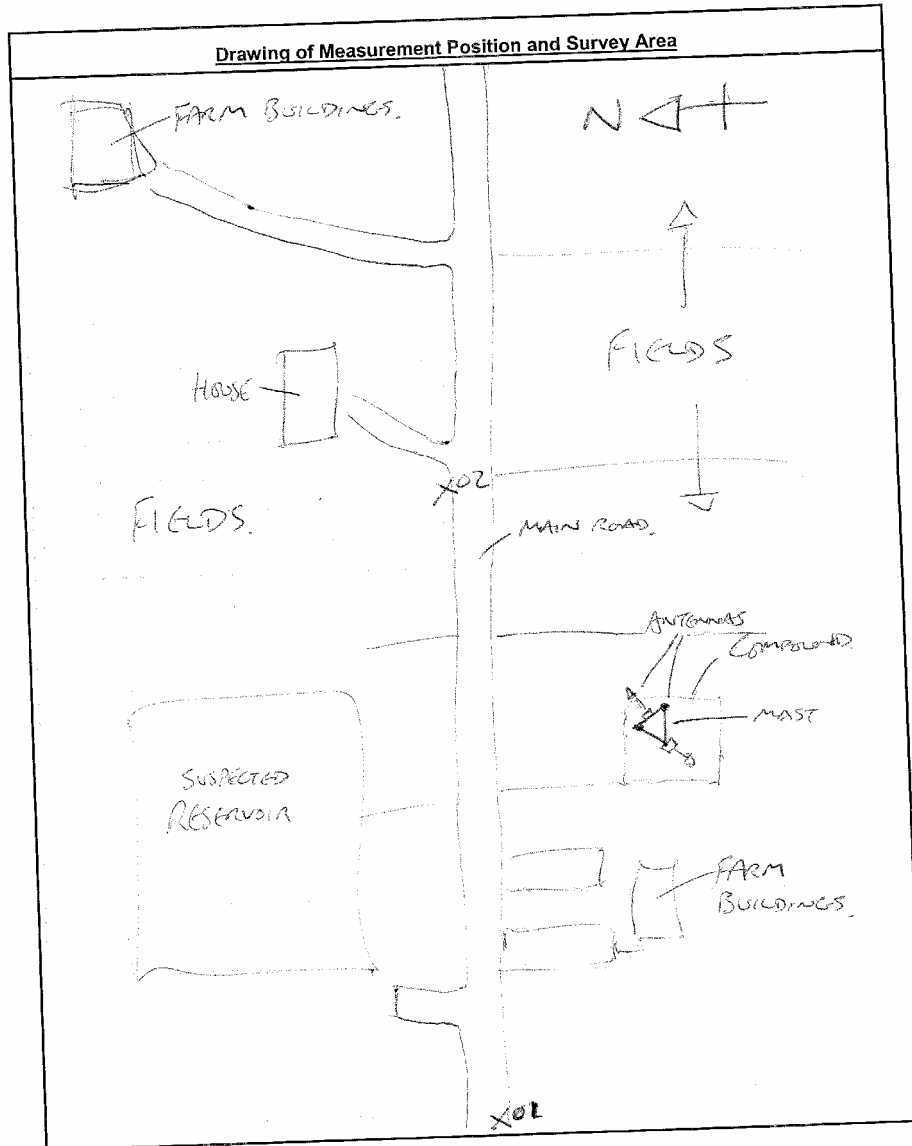 Drawing of Measurement Position and Survey Area
FARM BUILDINGS.
N
FIELDS
HOUSE
X02
FIELDS.
MAIN ROAD.
ANTENNAS
COMPOUND
MAST
SUSPECTED
RESERVOIR
FARM
BUILDINGS.
X01